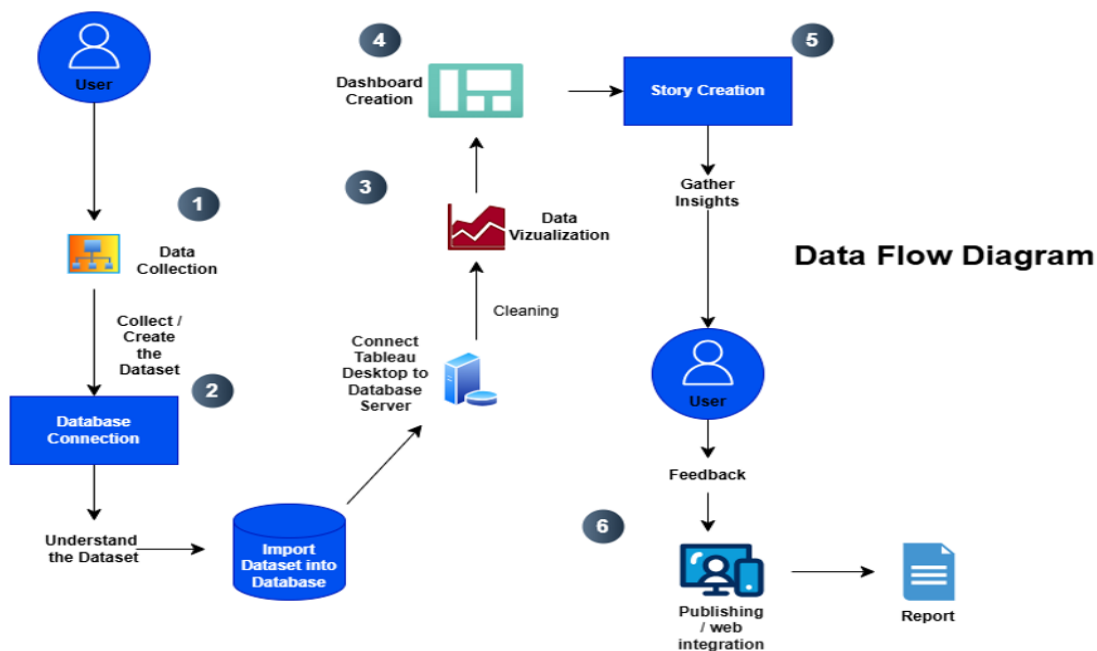 User
1
Data
Collection
Collect /
Create
the
Dataset
2
Database
Connection
Understand
the Dataset
Import
Dataset into
Database
Connect
Tableau
Desktop to
Database
Server
Cleaning
3
Data
Vizualization
4
Dashboard
Creation
5
Story Creation
Gather
Insights
Data Flow Diagram
User
Feedback
6
Publishing
/ web
integration
Report